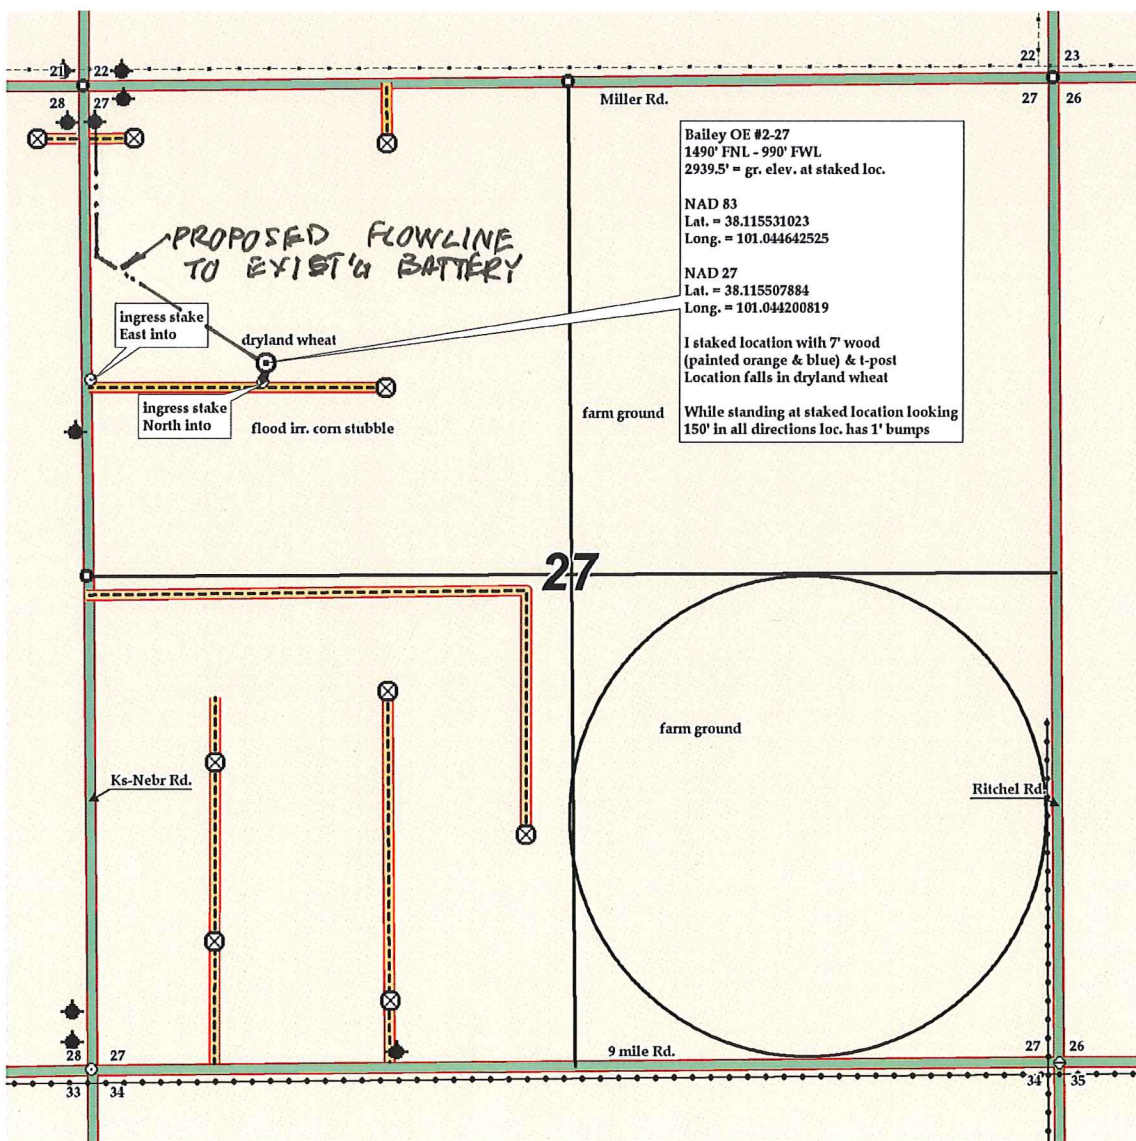 21 22
22 23
28 27
27 26
Miller Rd.
Bailey OE #2-27
1490' FNL - 990' FWL
2939.5' = gr. elev. at staked loc.
NAD 83
Lat. = 38.115531023
Long. = 101.044642525
NAD 27
Lat. = 38.115507884
Long. = 101.044200819
I staked location with 7' wood
(painted orange & blue) & t-post
Location falls in dryland wheat
While standing at staked location looking
150' in all directions loc. has 1' bumps
PROPOSED FLOWLINE
TO EXIST'G BATTERY
ingress stake
East into
dryland wheat
ingress stake
North into
flood irr. corn stubble
farm ground
27
farm ground
Ks-Nebr Rd.
Ritchel Rd.
9 mile Rd.
28 27
27 26
33 34
34 35